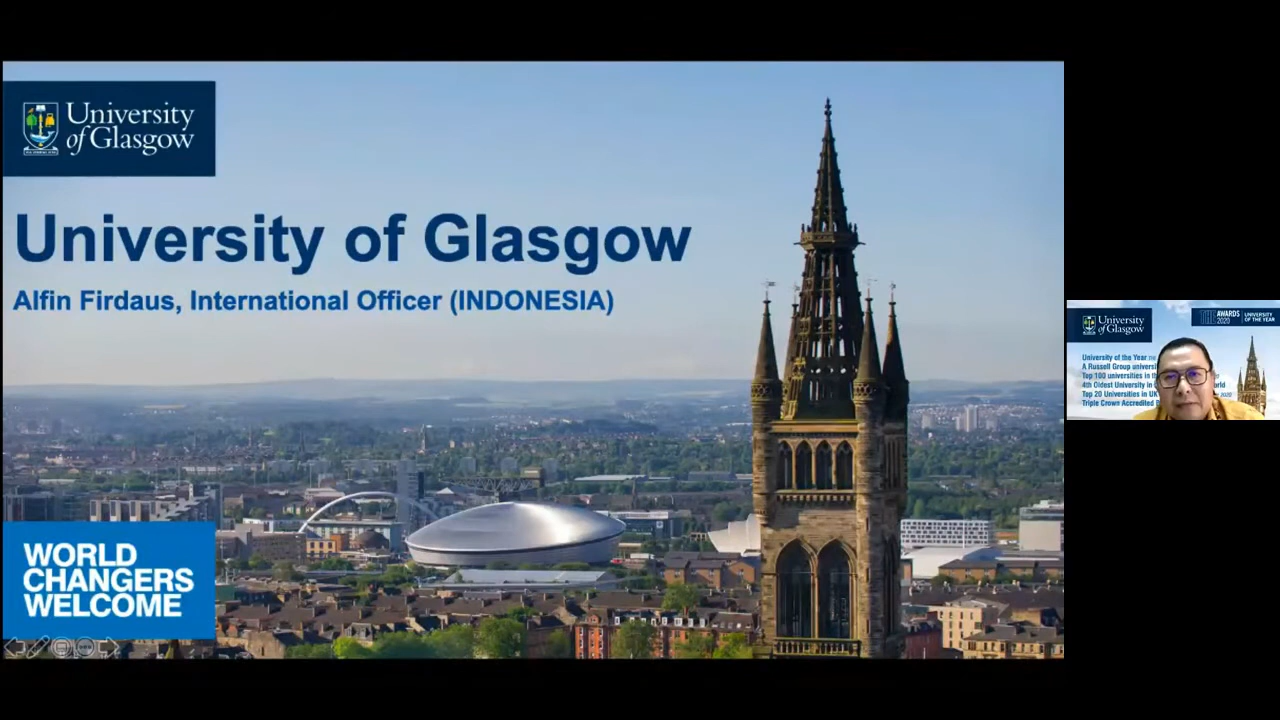 University
of Glasgow
University of Glasgow
Alfin Firdaus, International Officer (INDONESIA)
WORLD
CHANGERS
WELCOME
University
of Glasgow
THE AWARDS
2020
UNIVERSITY
OF THE YEAR
University of the Year
A Russell Group
Top 100 universities in
4th Oldest University in
Top 20 Universities in UK
Triple Crown Accredited